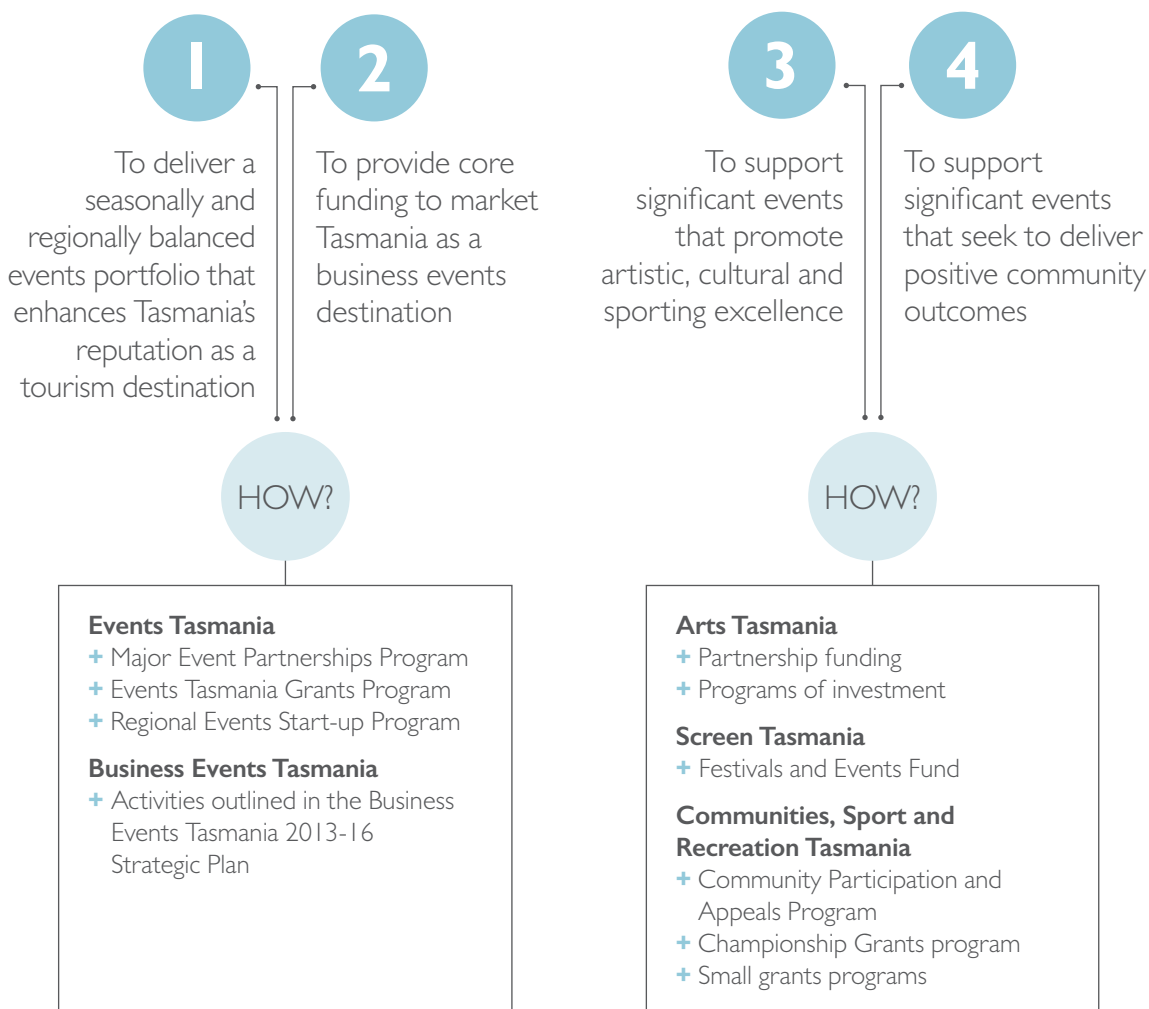 1
To deliver a
seasonally and
regionally balanced
events portfolio that
enhances Tasmania's
reputation as a
tourism destination
2
To provide core
funding to market
Tasmania as a
business events
destination
HOW?
Events Tasmania
+ Major Event Partnerships Program
+ Events Tasmania Grants Program
+ Regional Events Start-up Program
Business Events Tasmania
+ Activities outlined in the Business
Events Tasmania 2013-16
Strategic Plan
3
To support
significant events
that promote
artistic, cultural and
sporting excellence
4
To support
significant events
that seek to deliver
positive community
outcomes
HOW?
Arts Tasmania
+ Partnership funding
+ Programs of investment
Screen Tasmania
+ Festivals and Events Fund
Communities, Sport and
Recreation Tasmania
+ Community Participation and
Appeals Program
+ Championship Grants program
+ Small grants programs